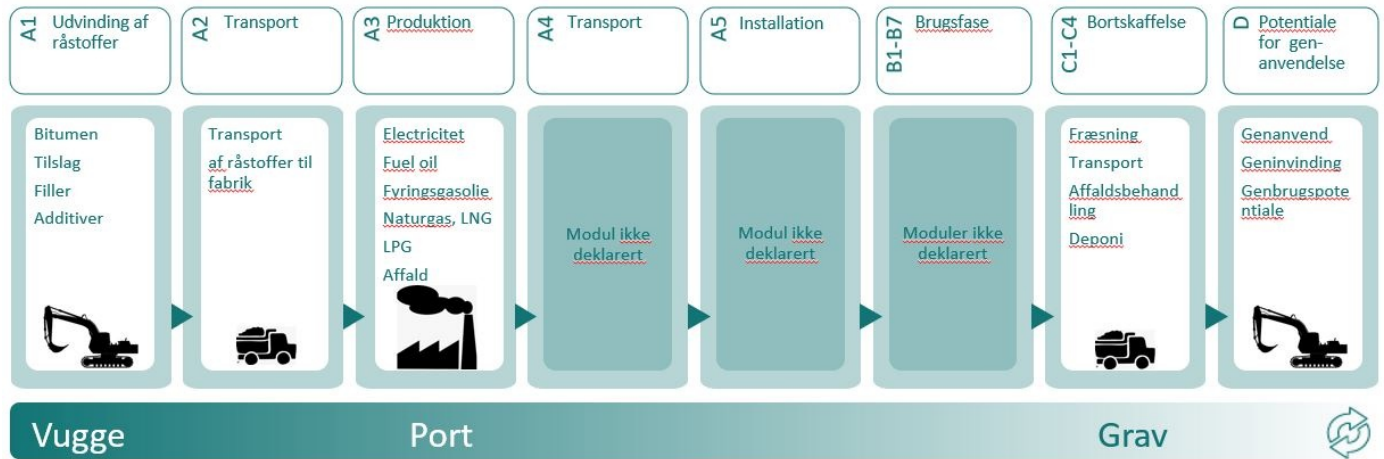 A1 Udvinding af
råstoffer
A2 Transport
A3 Produktion
A4 Transport
A5 Installation
B1-B7 Brugsfase
C1-C4 Bortskaffelse
D Potentiale
for gen-
anvendelse
Bitumen
Tilslag
Filler
Additiver
Transport
af råstoffer til
fabrik
Electricitet
Fuel oil
Fyringsgasolie
Naturgas, LNG
LPG
Affald
Modul ikke
deklarert
Modul ikke
deklarert
Moduler ikke
deklarert
Fræsning
Transport
Affaldsbehand
ling
Deponi
Genanvend
Geninvinding
Genbrugspote
ntiale
Vugge
Port
Grav